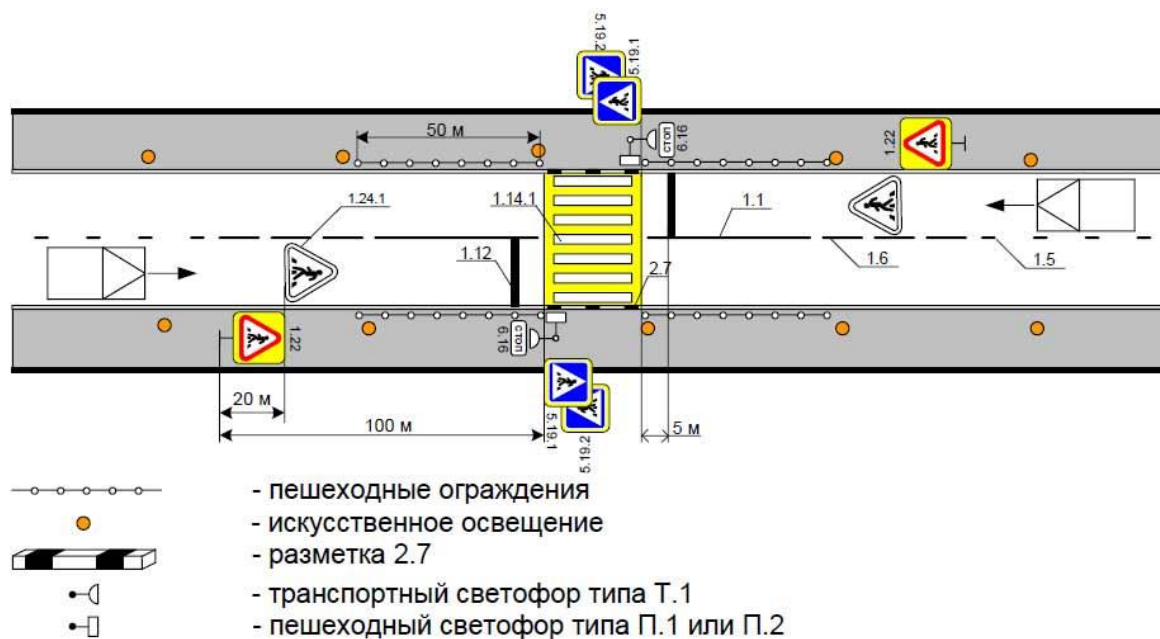 5.19.2
5.19.1
50 м
стоп
6.16
1.22
1.24.1
1.14.1
1.1
1.12
2.7
1.6
1.5
6.16
стоп
1.22
20 м
100 м
5.19.1
5.19.2
5 м
- пешеходные ограждения
- искусственное освещение
- разметка 2.7
- транспортный светофор типа Т.1
- пешеходный светофор типа П.1 или П.2